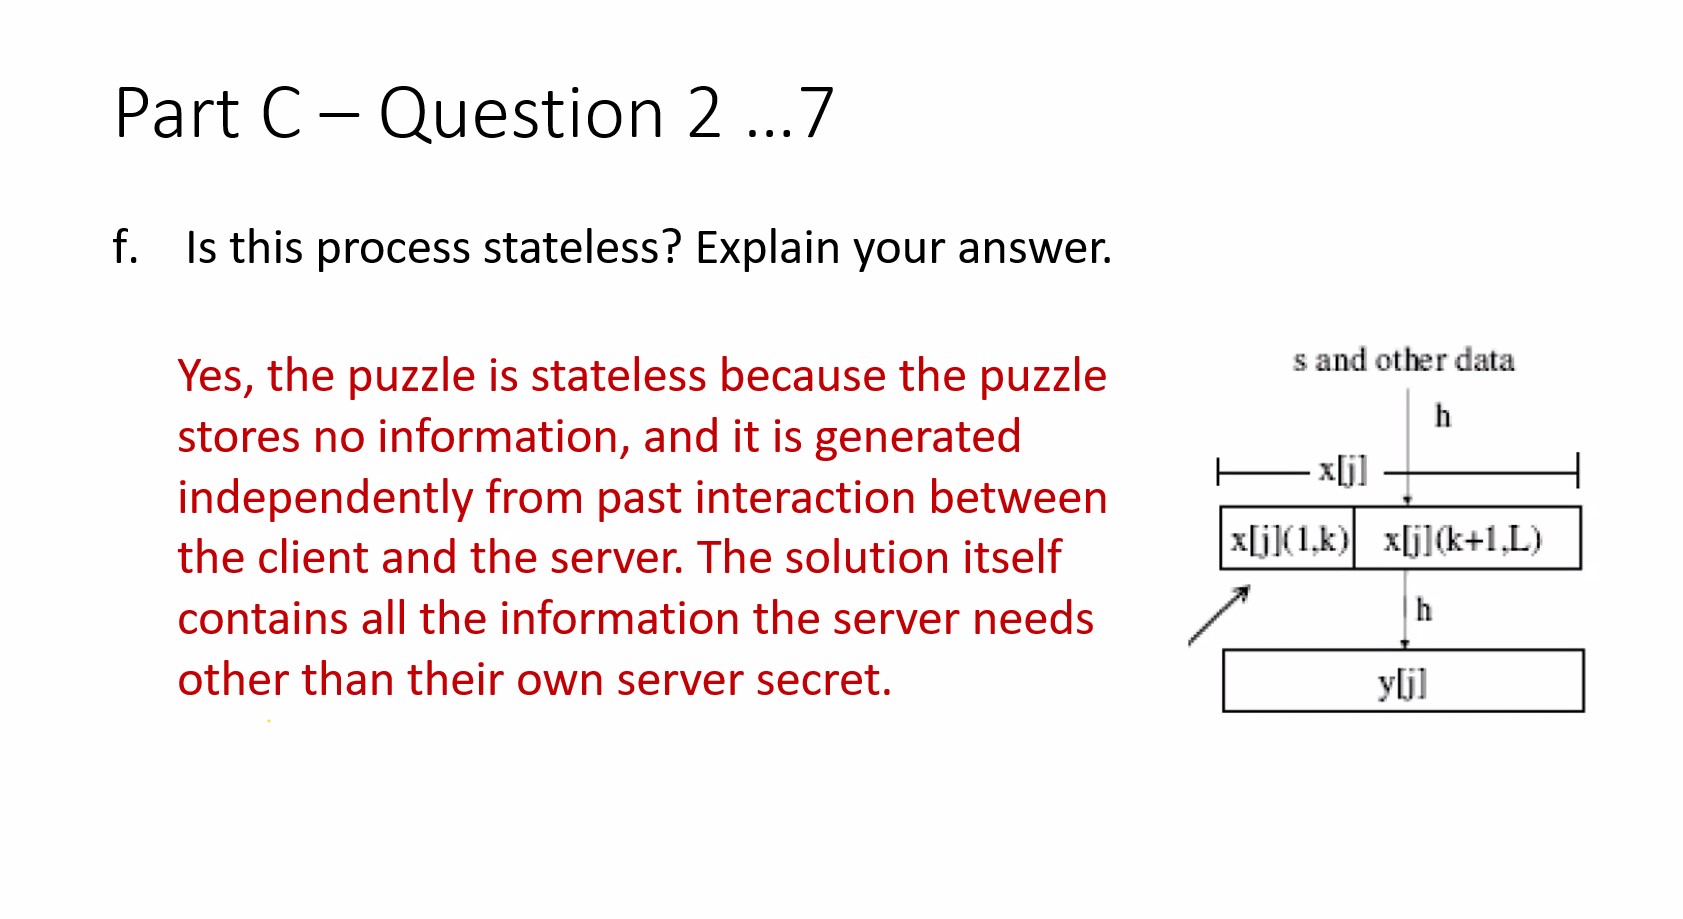 Part C – Question 2 ...7
f. Is this process stateless? Explain your answer.
Yes, the puzzle is stateless because the puzzle
stores no information, and it is generated
independently from past interaction between
the client and the server. The solution itself
contains all the information the server needs
other than their own server secret.
s and other data
h
x[j]
x[j](1,k) x[j](k+1,L)
h
y[j]